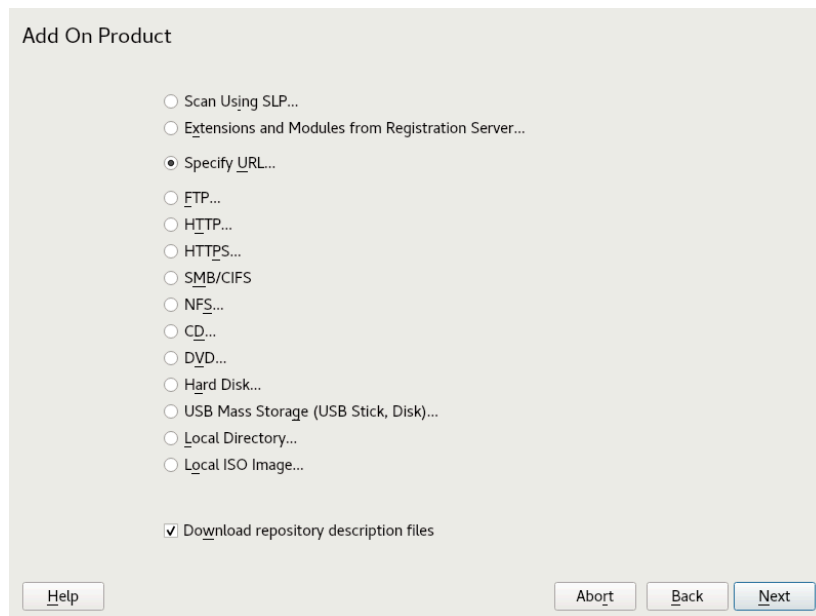 Add On Product
Scan Using SLP...
Extensions and Modules from Registration Server...
Specify URL...
FTP...
HTTP...
HTTPS...
SMB/CIFS
NFS...
CD...
DVD...
Hard Disk...
USB Mass Storage (USB Stick, Disk)...
Local Directory...
Local ISO Image...
Download repository description files
Help Abort Back Next